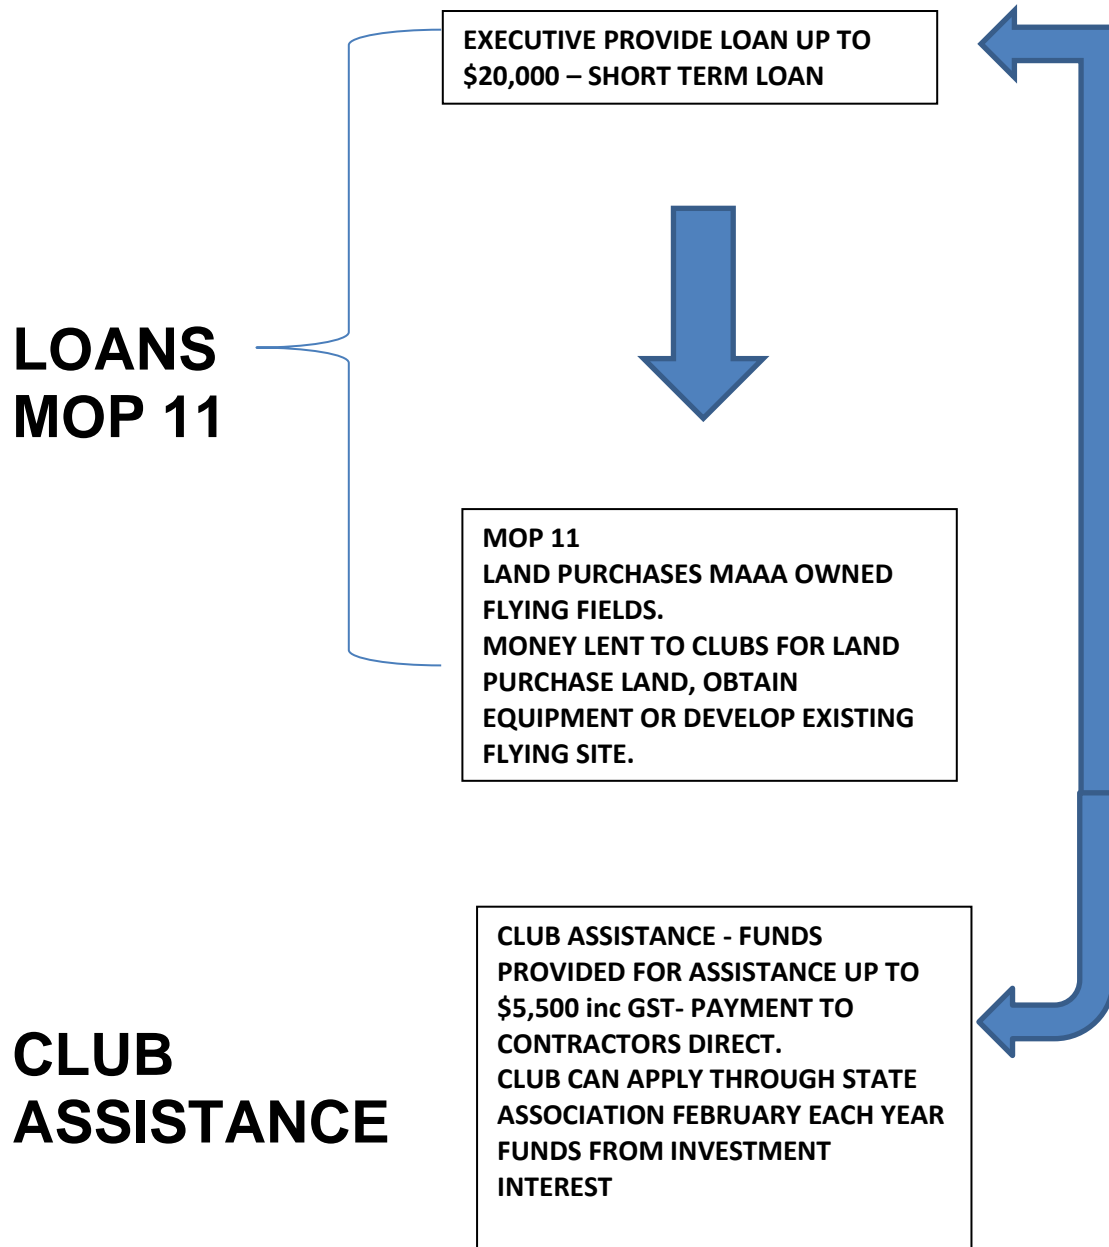 EXECUTIVE PROVIDE LOAN UP TO
$20,000 – SHORT TERM LOAN
LOANS
MOP 11
MOP 11
LAND PURCHASES MAAA OWNED
FLYING FIELDS.
MONEY LENT TO CLUBS FOR LAND
PURCHASE LAND, OBTAIN
EQUIPMENT OR DEVELOP EXISTING
FLYING SITE.
CLUB
ASSISTANCE
CLUB ASSISTANCE - FUNDS
PROVIDED FOR ASSISTANCE UP TO
$5,500 inc GST- PAYMENT TO
CONTRACTORS DIRECT.
CLUB CAN APPLY THROUGH STATE
ASSOCIATION FEBRUARY EACH YEAR
FUNDS FROM INVESTMENT
INTEREST